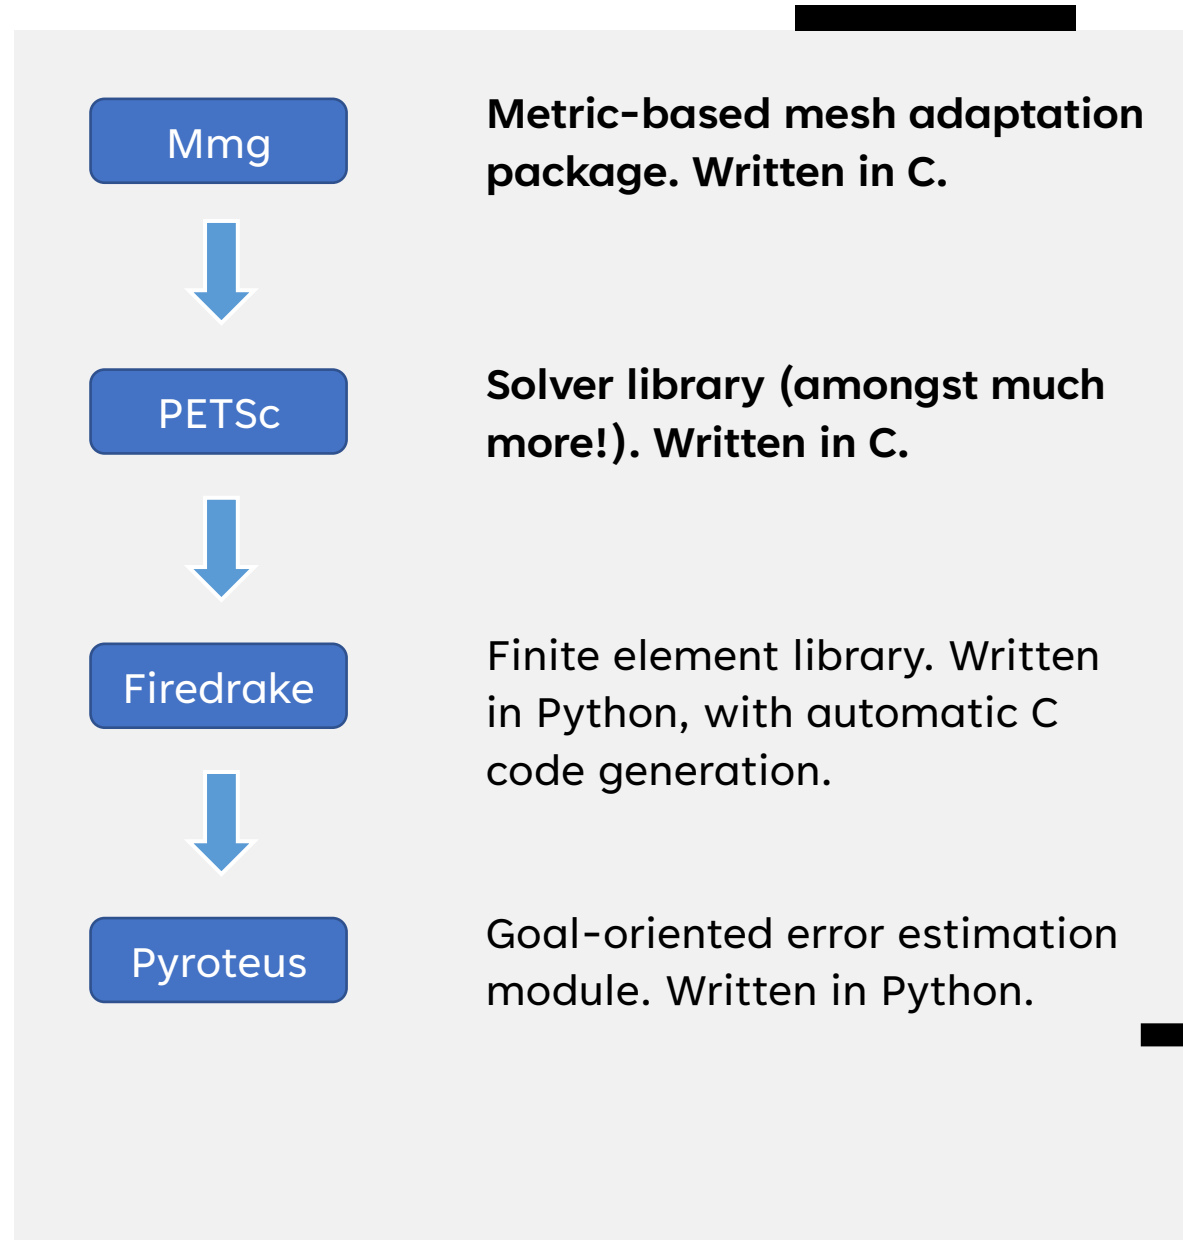 Mmg
Metric-based mesh adaptation
package. Written in C.
PETSc
Solver library (amongst much
more!). Written in C.
Firedrake
Finite element library. Written
in Python, with automatic C
code generation.
Pyroteus
Goal-oriented error estimation
module. Written in Python.